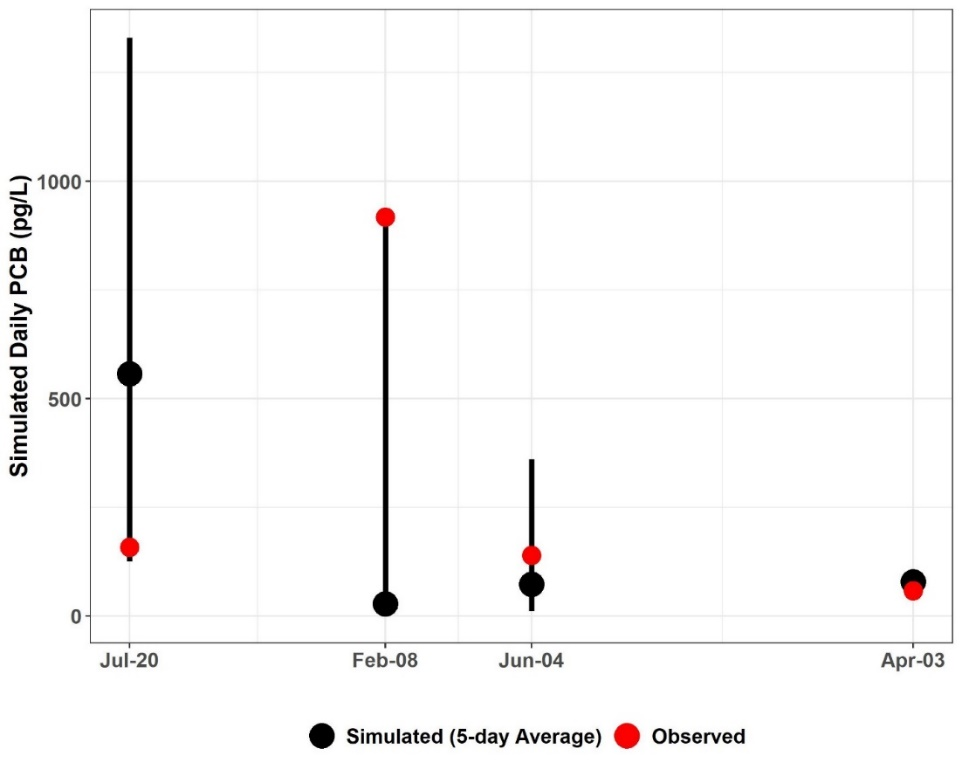 Simulated Daily PCB (pg/L)
1000
500
0
Jul-20
Feb-08
Jun-04
Apr-03
Simulated (5-day Average)
Observed